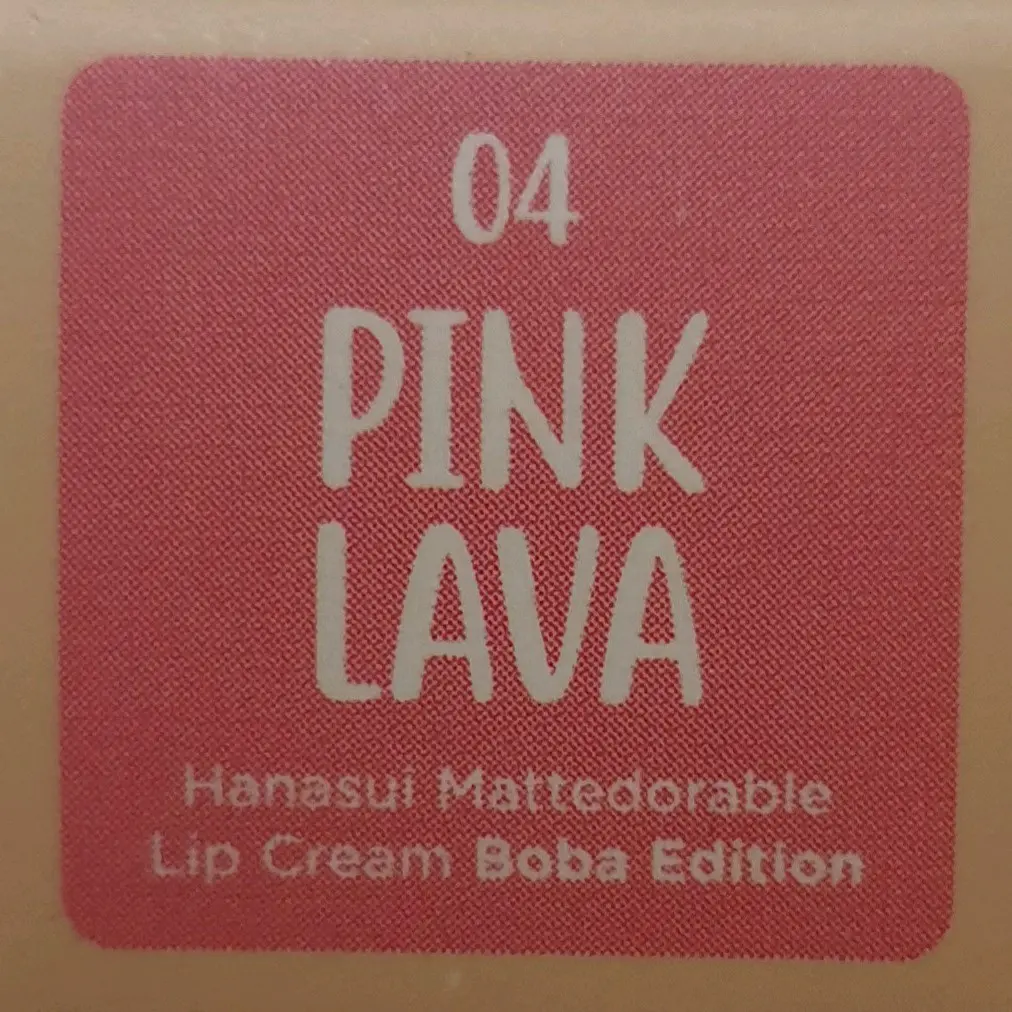 04
PINK
LAVA
Hanasui Mattedorable
Lip Cream Boba Edition